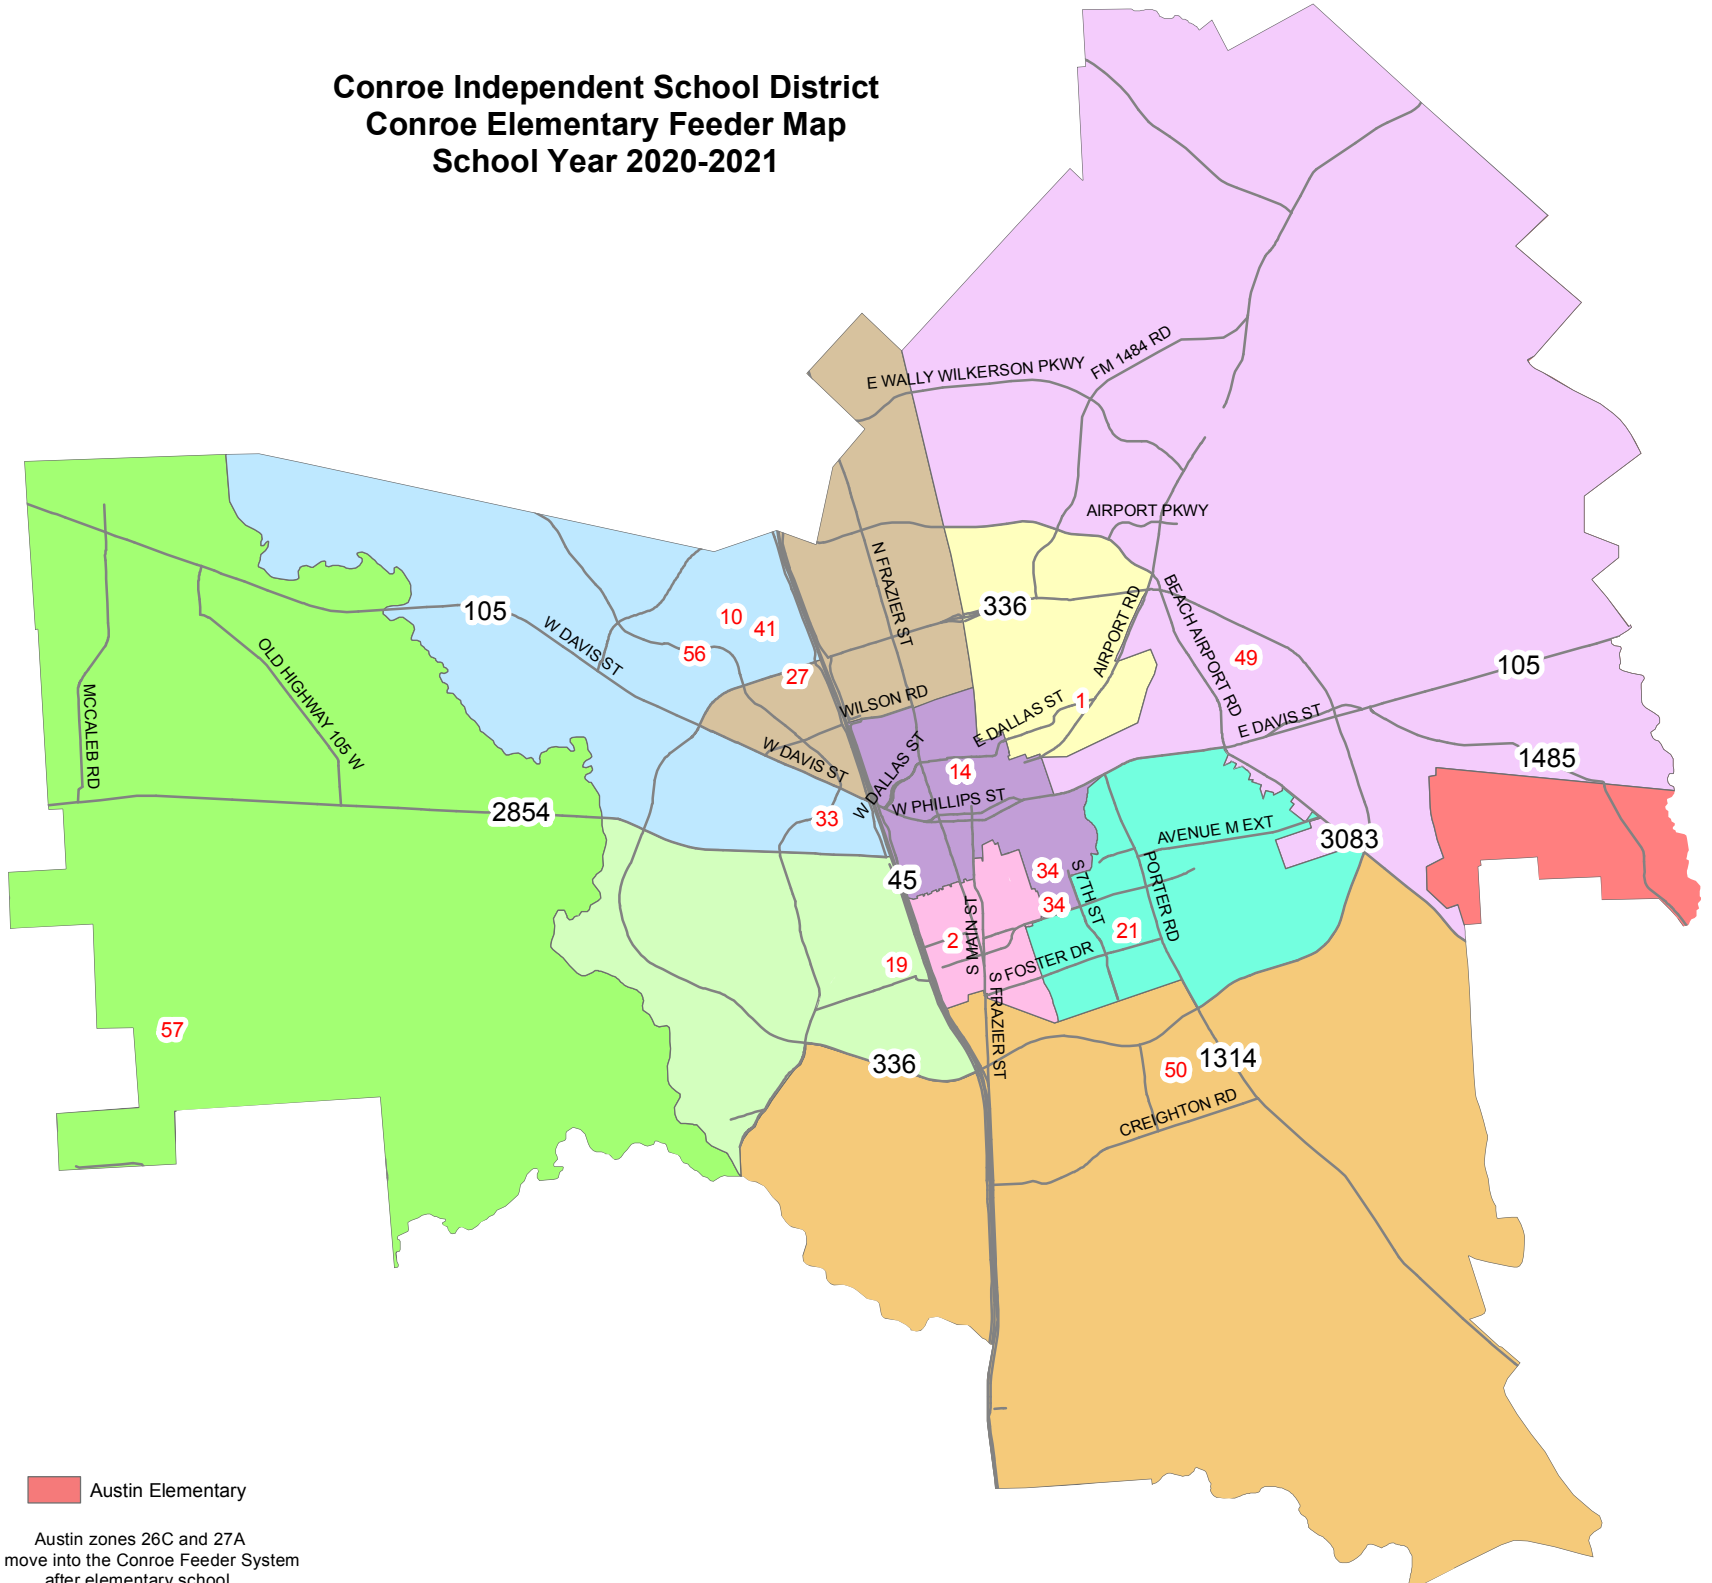 Conroe Independent School District
Conroe Elementary Feeder Map
School Year 2020-2021
E WALLY WILKERSON PKWY
FM 1484 RD
AIRPORT PKWY
N FRAZIER ST
336
105
W DAVIS ST
10
41
56
27
AIRPORT RD
BEACH AIRPORT RD
49
105
OLD HIGHWAY 105 W
MCCALEB RD
WILSON RD
1
E DALLAS ST
E DAVIS ST
W DAVIS ST
W DALLAS ST
14
1485
2854
33
W PHILLIPS ST
AVENUE M EXT
3083
45
34
34
S 7TH ST
PORTER RD
2
S MAIN ST
21
19
FOSTER DR
S FRAZIER ST
57
336
50
1314
CREIGHTON RD
Austin Elementary
Austin zones 26C and 27A
move into the Conroe Feeder System
after elementary school